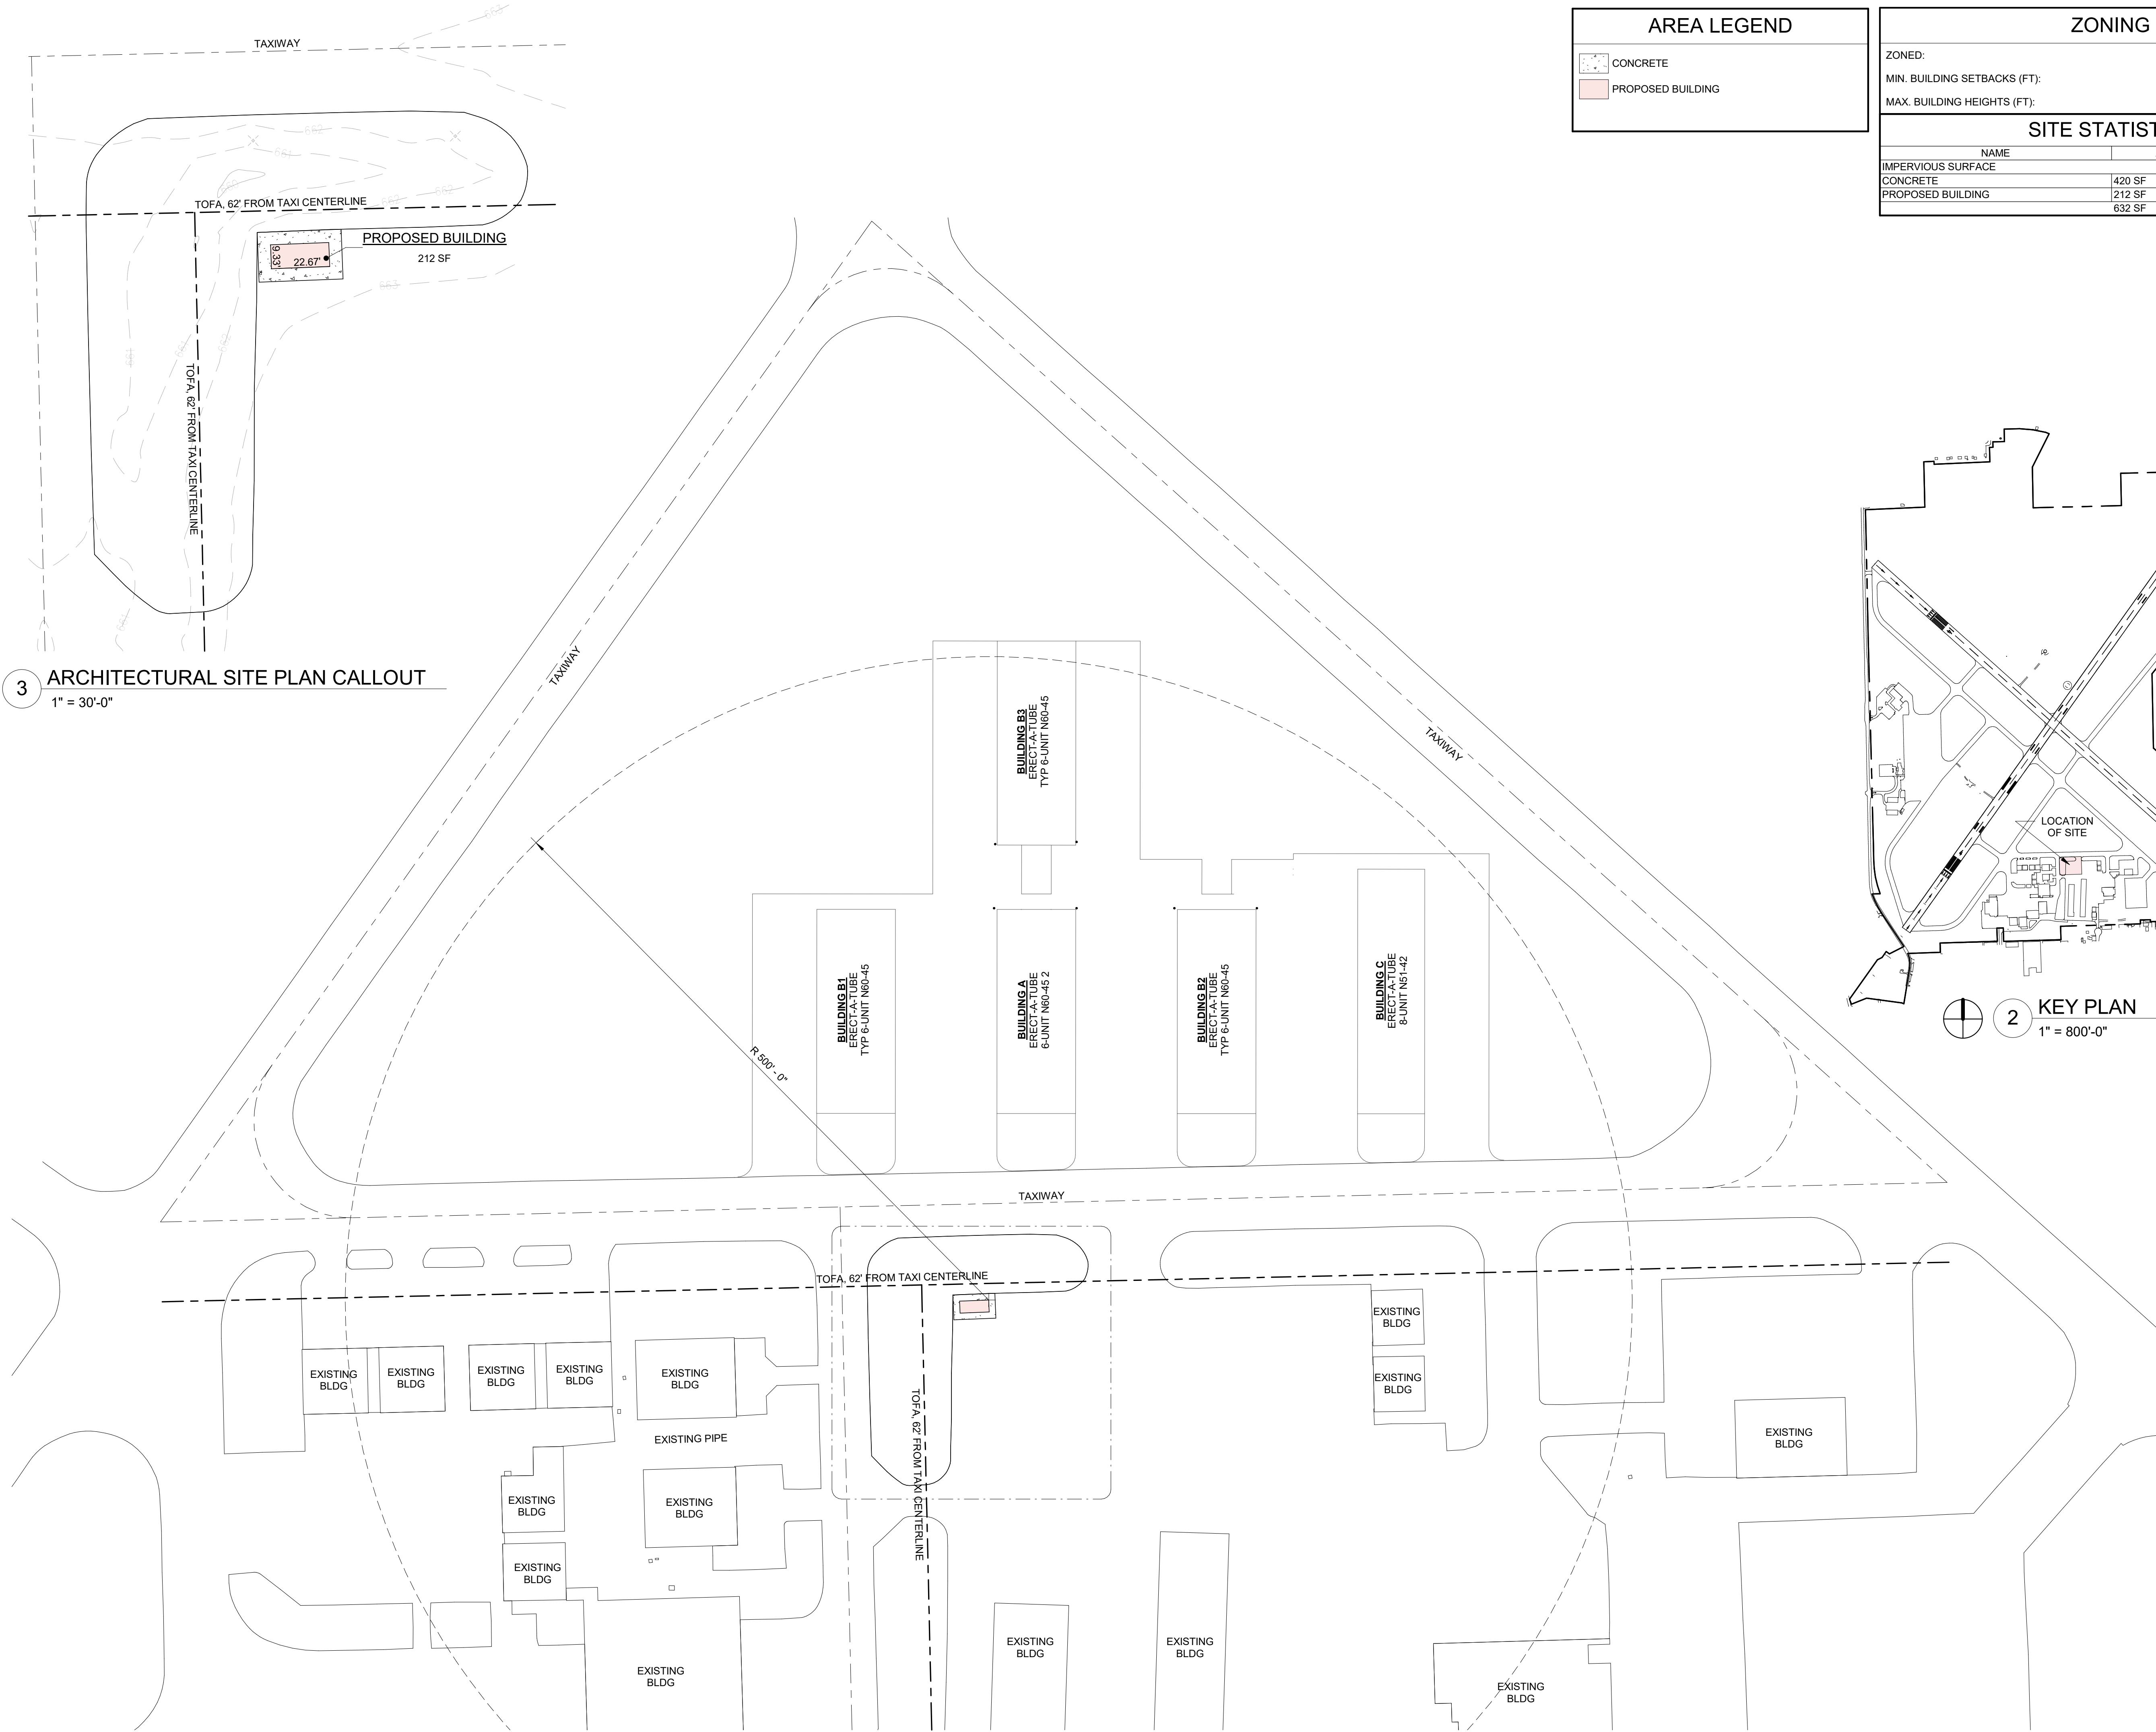 TAXIWAY
TOFA, 62' FROM TAXI CENTERLINE
PROPOSED BUILDING
212 SF
9.33'
22.67'
TOFA, 62' FROM TAXI CENTERLINE
3
ARCHITECTURAL SITE PLAN CALLOUT
1" = 30'-0"
AREA LEGEND
CONCRETE
PROPOSED BUILDING
ZONING
ZONED:
MIN. BUILDING SETBACKS (FT):
MAX. BUILDING HEIGHTS (FT):
SITE STATIST
NAME
IMPERVIOUS SURFACE
CONCRETE 420 SF
PROPOSED BUILDING 212 SF
632 SF
LOCATION
OF SITE
2
KEY PLAN
1" = 800'-0"
TAXIWAY
TAXIWAY
BUILDING B3
ERECT-A-TUBE
TYP 6-UNIT N60-45
BUILDING B1
ERECT-A-TUBE
TYP 6-UNIT N60-45
BUILDING A
ERECT-A-TUBE
6-UNIT N60-45 2
BUILDING B2
ERECT-A-TUBE
TYP 6-UNIT N60-45
BUILDING C
ERECT-A-TUBE
8-UNIT N51-42
R 500' - 0"
TAXIWAY
TOFA, 62' FROM TAXI CENTERLINE
TOFA, 62' FROM TAXI CENTERLINE
EXISTING
BLDG
EXISTING
BLDG
EXISTING
BLDG
EXISTING
BLDG
EXISTING
BLDG
EXISTING
BLDG
EXISTING
BLDG
EXISTING PIPE
EXISTING
BLDG
EXISTING
BLDG
EXISTING
BLDG
EXISTING
BLDG
EXISTING
BLDG
EXISTING
BLDG
EXISTING
BLDG
EXISTING
BLDG